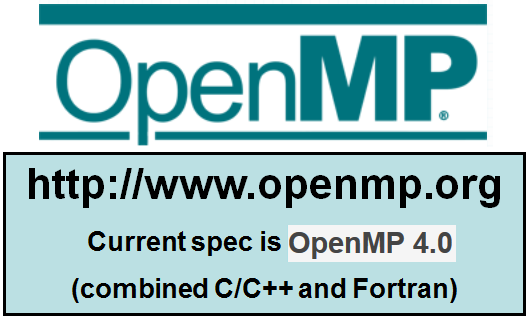 OpenMP®
http://www.openmp.org
Current spec is OpenMP 4.0
(combined C/C++ and Fortran)